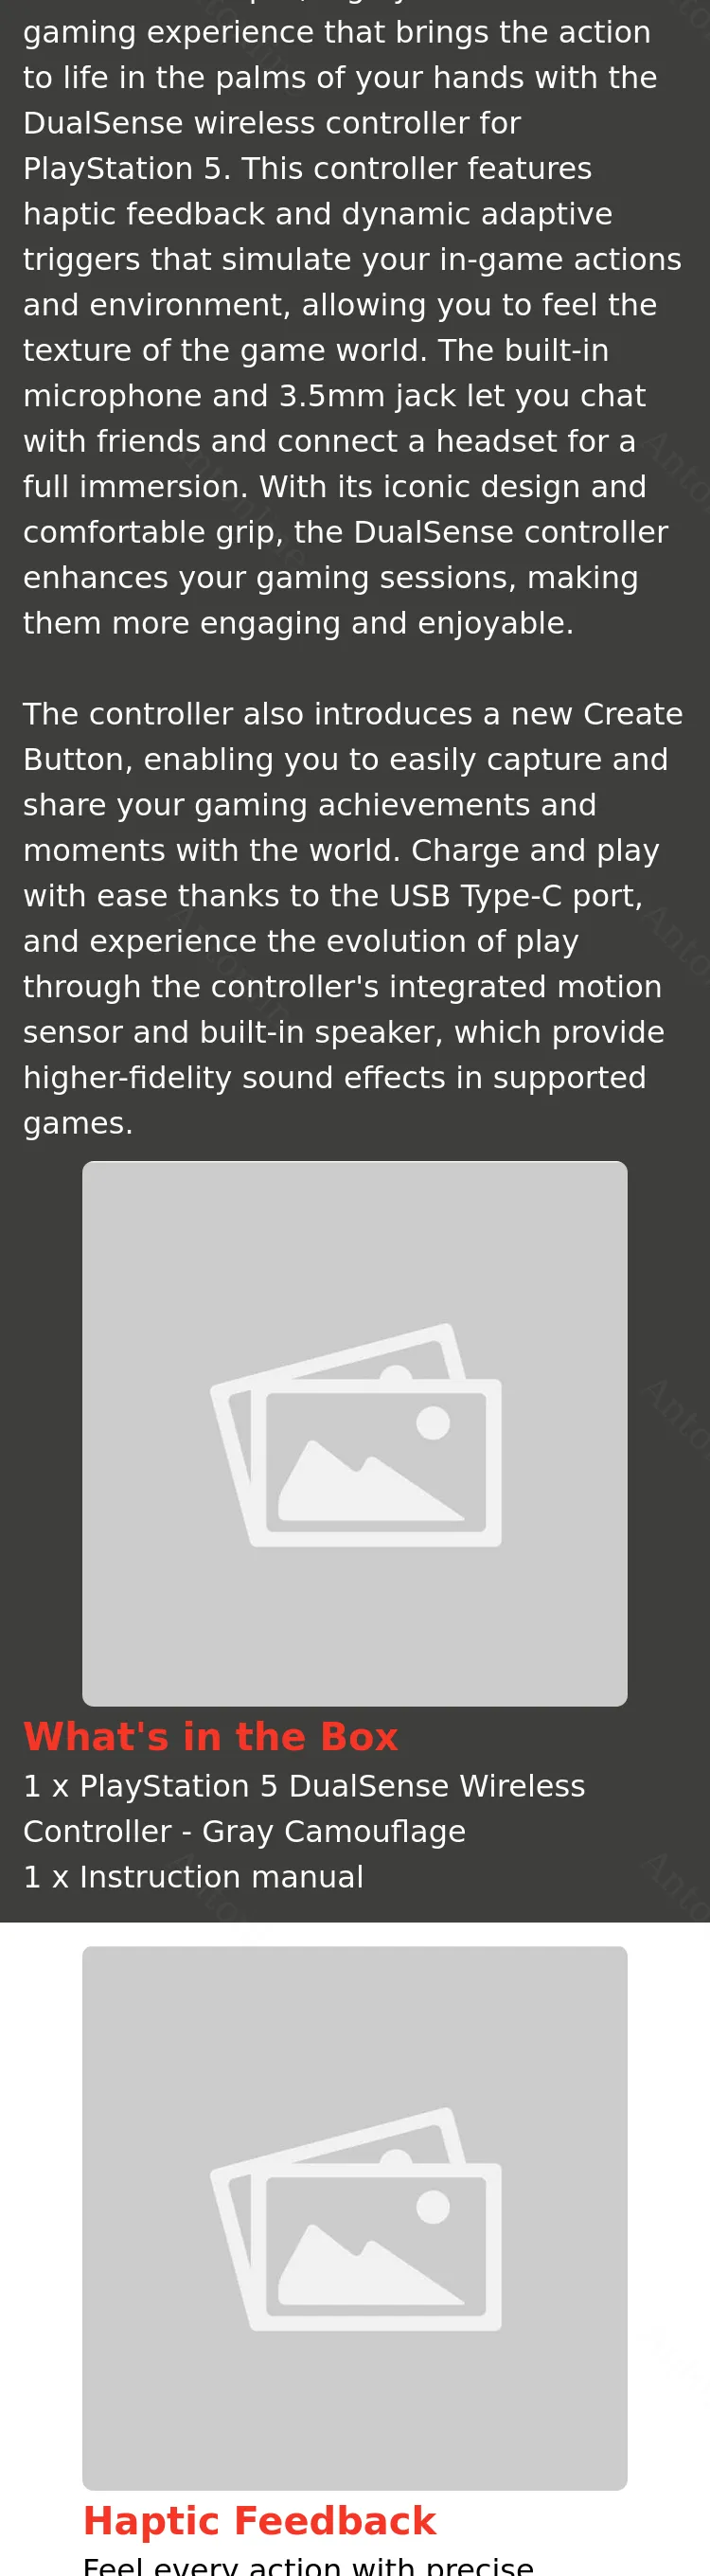 gaming experience that brings the action
to life in the palms of your hands with the
DualSense wireless controller for
PlayStation 5. This controller features
haptic feedback and dynamic adaptive
triggers that simulate your in-game actions
and environment, allowing you to feel the
texture of the game world. The built-in
microphone and 3.5mm jack let you chat
with friends and connect a headset for a
full immersion. With its iconic design and
comfortable grip, the DualSense controller
enhances your gaming sessions, making
them more engaging and enjoyable.
The controller also introduces a new Create
Button, enabling you to easily capture and
share your gaming achievements and
moments with the world. Charge and play
with ease thanks to the USB Type-C port,
and experience the evolution of play
through the controller's integrated motion
sensor and built-in speaker, which provide
higher-fidelity sound effects in supported
games.
What's in the Box
1 x PlayStation 5 DualSense Wireless
Controller - Gray Camouflage
1 x Instruction manual
Haptic Feedback
Feel every action with precise